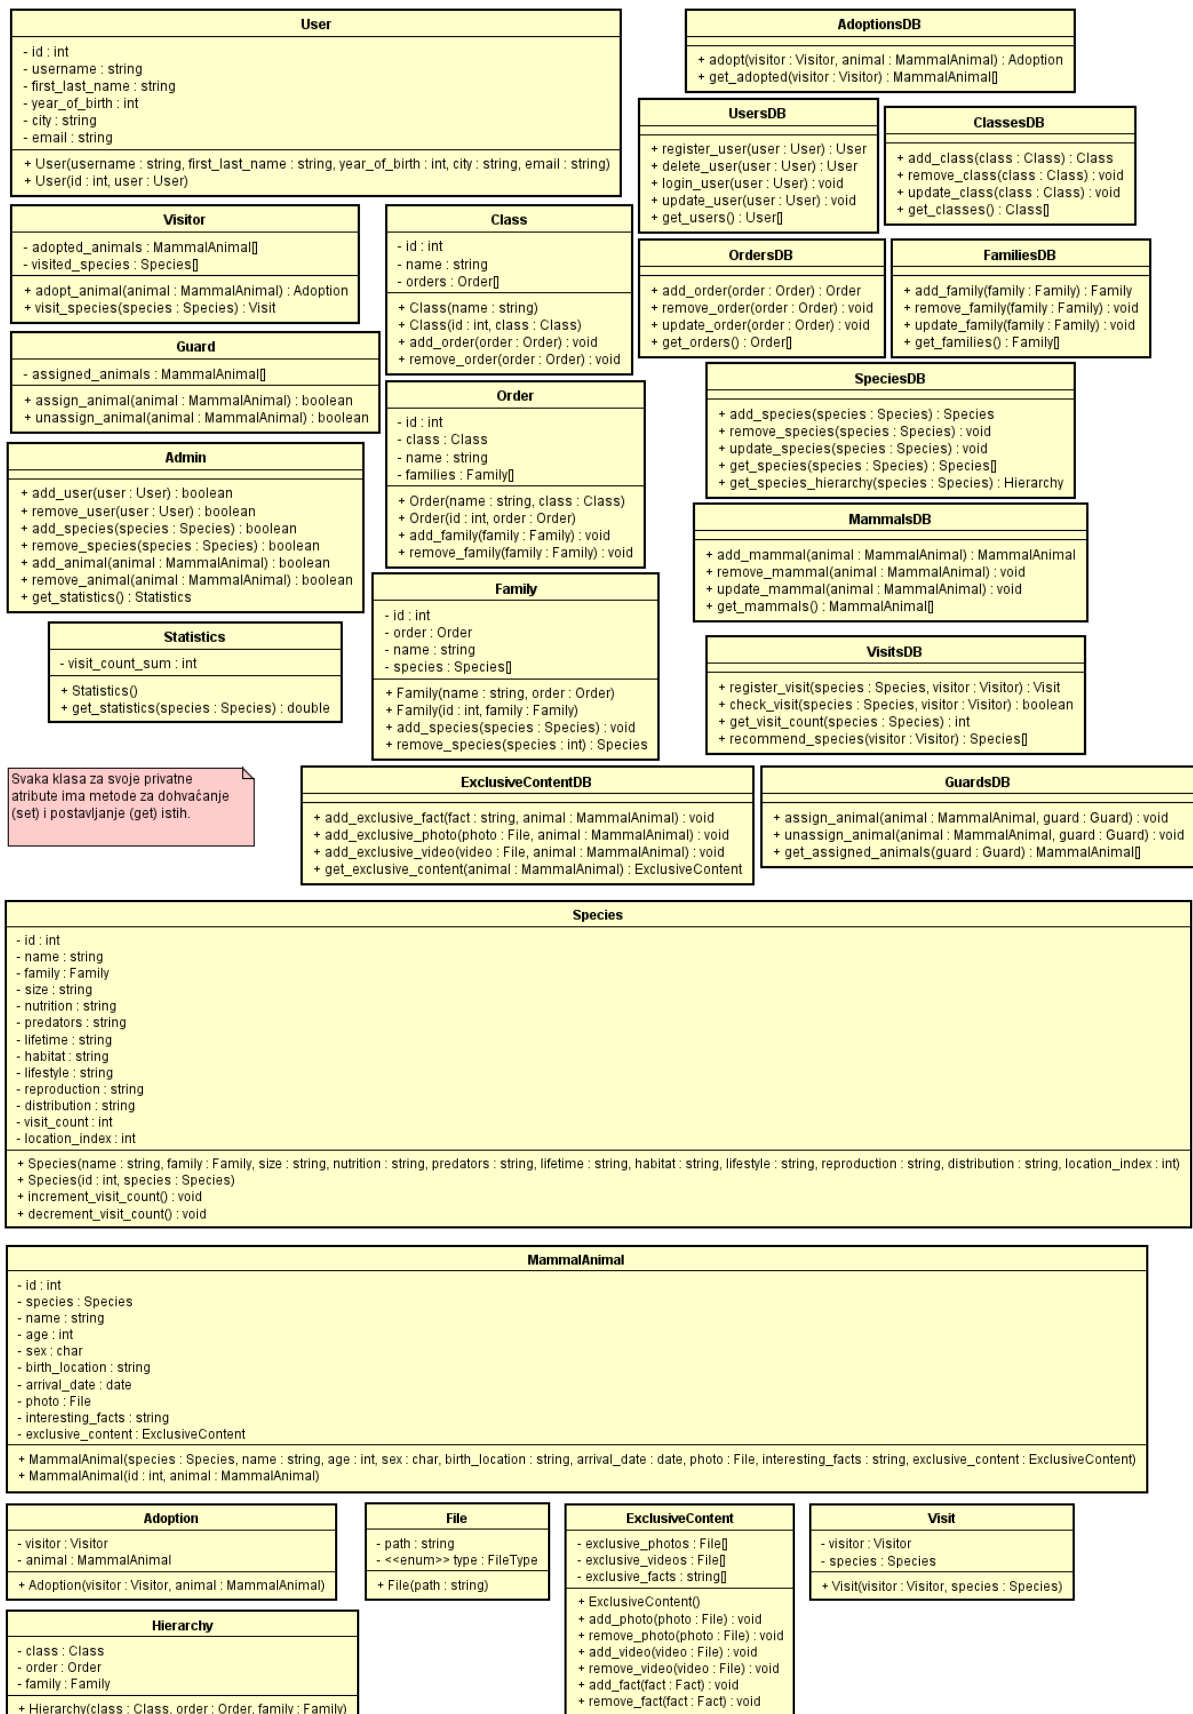 User
- id : int
- username : string
- first_last_name : string
- year_of_birth : int
- city : string
- email : string
+ User(username : string, first_last_name : string, year_of_birth : int, city : string, email : string)
+ User(id : int, user : User)
AdoptionsDB
+ adopt(visitor : Visitor, animal : MammalAnimal) : Adoption
+ get_adopted(visitor : Visitor) : MammalAnimal[]
UsersDB
+ register_user(user : User) : User
+ delete_user(user : User) : User
+ login_user(user : User) : void
+ update_user(user : User) : void
+ get_users() : User[]
ClassesDB
+ add_class(class : Class) : Class
+ remove_class(class : Class) : void
+ update_class(class : Class) : void
+ get_classes() : Class[]
Visitor
- adopted_animals : MammalAnimal[]
- visited_species : Species[]
+ adopt_animal(animal : MammalAnimal) : Adoption
+ visit_species(species : Species) : Visit
Class
- id : int
- name : string
- orders : Order[]
+ Class(name : string)
+ Class(id : int, class : Class)
+ add_order(order : Order) : void
+ remove_order(order : Order) : void
OrdersDB
+ add_order(order : Order) : Order
+ remove_order(order : Order) : void
+ update_order(order : Order) : void
+ get_orders() : Order[]
FamiliesDB
+ add_family(family : Family) : Family
+ remove_family(family : Family) : void
+ update_family(family : Family) : void
+ get_families() : Family[]
Guard
- assigned_animals : MammalAnimal[]
+ assign_animal(animal : MammalAnimal) : boolean
+ unassign_animal(animal : MammalAnimal) : boolean
Order
- id : int
- class : Class
- name : string
- families : Family[]
+ Order(name : string, class : Class)
+ Order(id : int, order : Order)
+ add_family(family : Family) : void
+ remove_family(family : Family) : void
SpeciesDB
+ add_species(species : Species) : Species
+ remove_species(species : Species) : void
+ update_species(species : Species) : void
+ get_species(species : Species) : Species[]
+ get_species_hierarchy(species : Species) : Hierarchy
Admin
+ add_user(user : User) : boolean
+ remove_user(user : User) : boolean
+ add_species(species : Species) : boolean
+ remove_species(species : Species) : boolean
+ add_animal(animal : MammalAnimal) : boolean
+ remove_animal(animal : MammalAnimal) : boolean
+ get_statistics() : Statistics
MammalsDB
+ add_mammal(animal : MammalAnimal) : MammalAnimal
+ remove_mammal(animal : MammalAnimal) : void
+ update_mammal(animal : MammalAnimal) : void
+ get_mammals() : MammalAnimal[]
Family
- id : int
- order : Order
- name : string
- species : Species[]
+ Family(name : string, order : Order)
+ Family(id : int, family : Family)
+ add_species(species : Species) : void
+ remove_species(species : int) : Species
Statistics
- visit_count_sum : int
+ Statistics()
+ get_statistics(species : Species) : double
VisitsDB
+ register_visit(species : Species, visitor : Visitor) : Visit
+ check_visit(species : Species, visitor : Visitor) : boolean
+ get_visit_count(species : Species) : int
+ recommend_species(visitor : Visitor) : Species[]
Svaka klasa za svoje privatne
atribute ima metode za dohvaćanje
(set) i postavljanje (get) istih.
ExclusiveContentDB
+ add_exclusive_fact(fact : string, animal : MammalAnimal) : void
+ add_exclusive_photo(photo : File, animal : MammalAnimal) : void
+ add_exclusive_video(video : File, animal : MammalAnimal) : void
+ get_exclusive_content(animal : MammalAnimal) : ExclusiveContent
GuardsDB
+ assign_animal(animal : MammalAnimal, guard : Guard) : void
+ unassign_animal(animal : MammalAnimal, guard : Guard) : void
+ get_assigned_animals(guard : Guard) : MammalAnimal[]
Species
- id : int
- name : string
- family : Family
- size : string
- nutrition : string
- predators : string
- lifetime : string
- habitat : string
- lifestyle : string
- reproduction : string
- distribution : string
- visit_count : int
- location_index : int
+ Species(name : string, family : Family, size : string, nutrition : string, predators : string, lifetime : string, habitat : string, lifestyle : string, reproduction : string, distribution : string, location_index : int)
+ Species(id : int, species : Species)
+ increment_visit_count() : void
+ decrement_visit_count() : void
MammalAnimal
- id : int
- species : Species
- name : string
- age : int
- sex : char
- birth_location : string
- arrival_date : date
- photo : File
- interesting_facts : string
- exclusive_content : ExclusiveContent
+ MammalAnimal(species : Species, name : string, age : int, sex : char, birth_location : string, arrival_date : date, photo : File, interesting_facts : string, exclusive_content : ExclusiveContent)
+ MammalAnimal(id : int, animal : MammalAnimal)
Adoption
- visitor : Visitor
- animal : MammalAnimal
+ Adoption(visitor : Visitor, animal : MammalAnimal)
File
- path : string
- <<enum>> type : FileType
+ File(path : string)
ExclusiveContent
- exclusive_photos : File[]
- exclusive_videos : File[]
- exclusive_facts : string[]
+ ExclusiveContent()
+ add_photo(photo : File) : void
+ remove_photo(photo : File) : void
+ add_video(video : File) : void
+ remove_video(video : File) : void
+ add_fact(fact : Fact) : void
+ remove_fact(fact : Fact) : void
Visit
- visitor : Visitor
- species : Species
+ Visit(visitor : Visitor, species : Species)
Hierarchy
- class : Class
- order : Order
- family : Family
+ Hierarchy(class : Class, order : Order, family : Family)